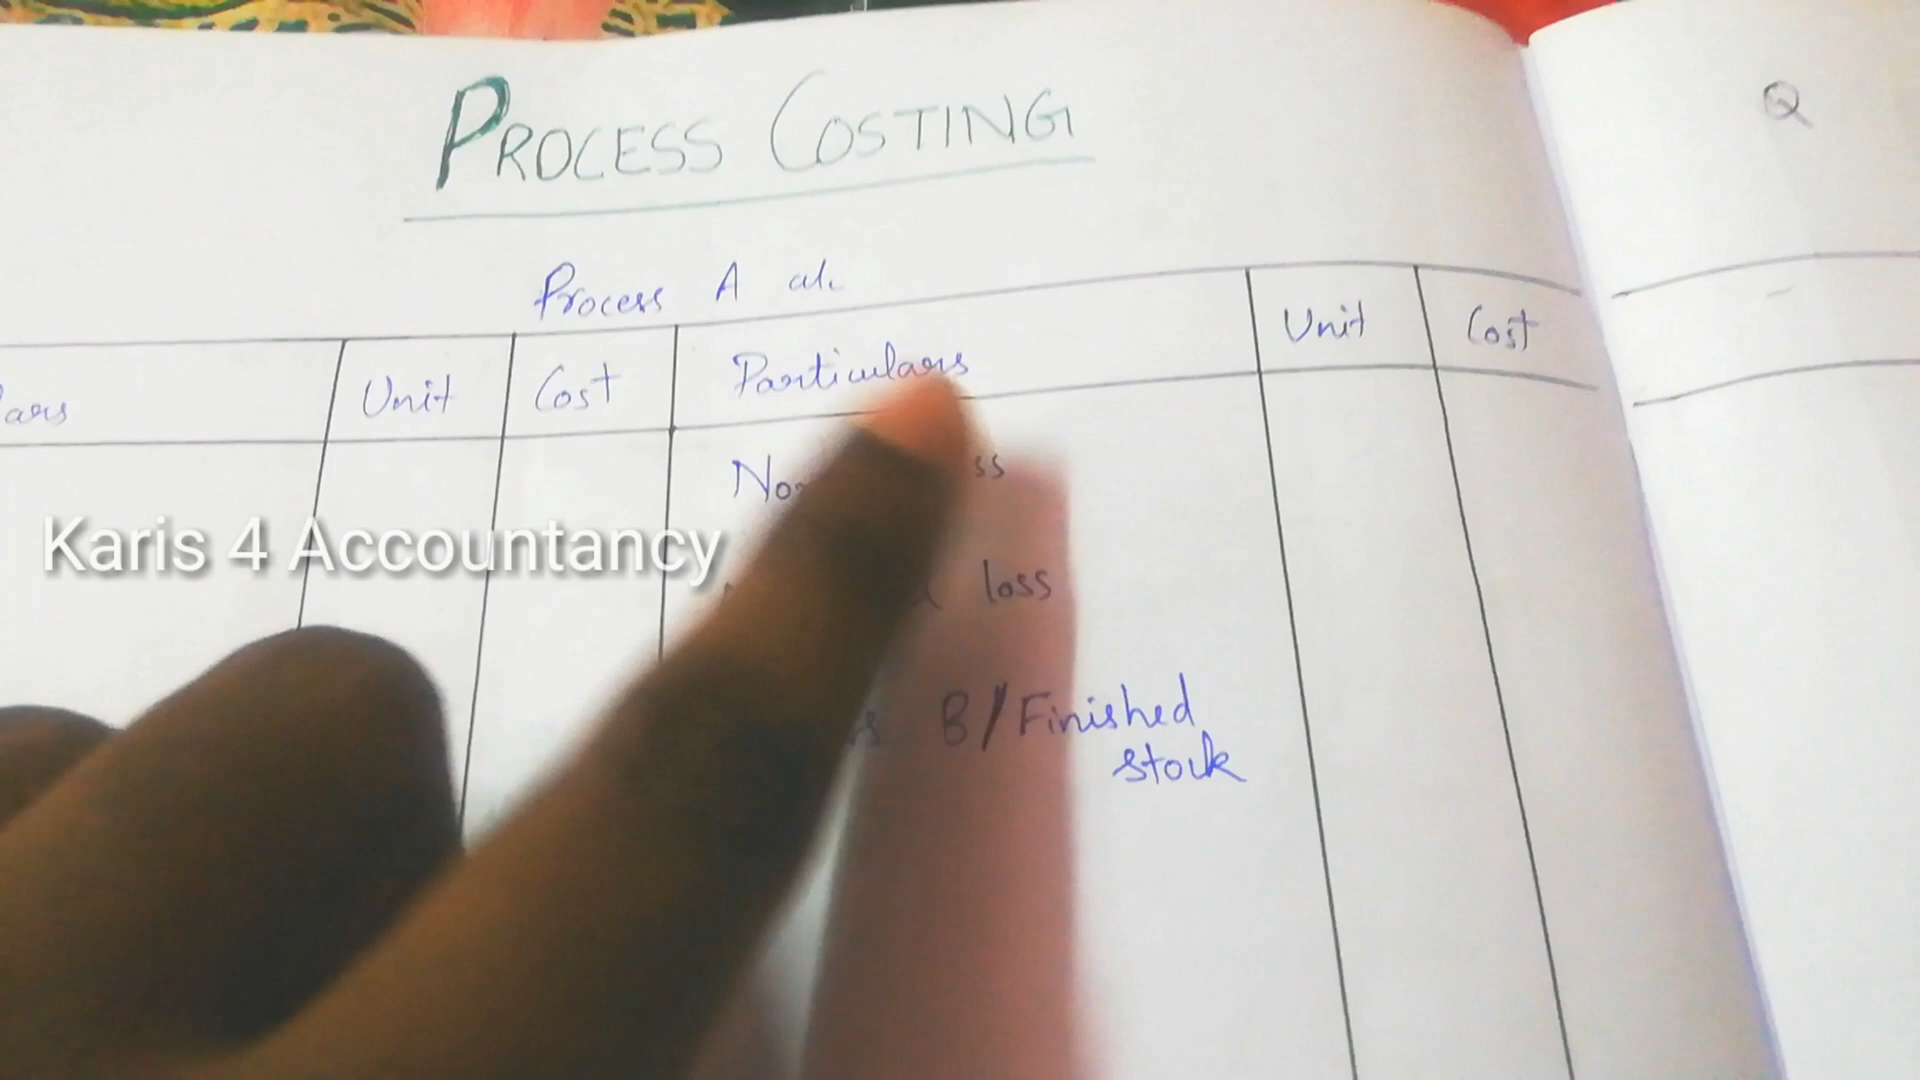 PROCESS COSTING
Q
Process A a/c
Unit Cost Particulars Unit Cost
Karis 4 Accountancy
loss
B/Finished
stock